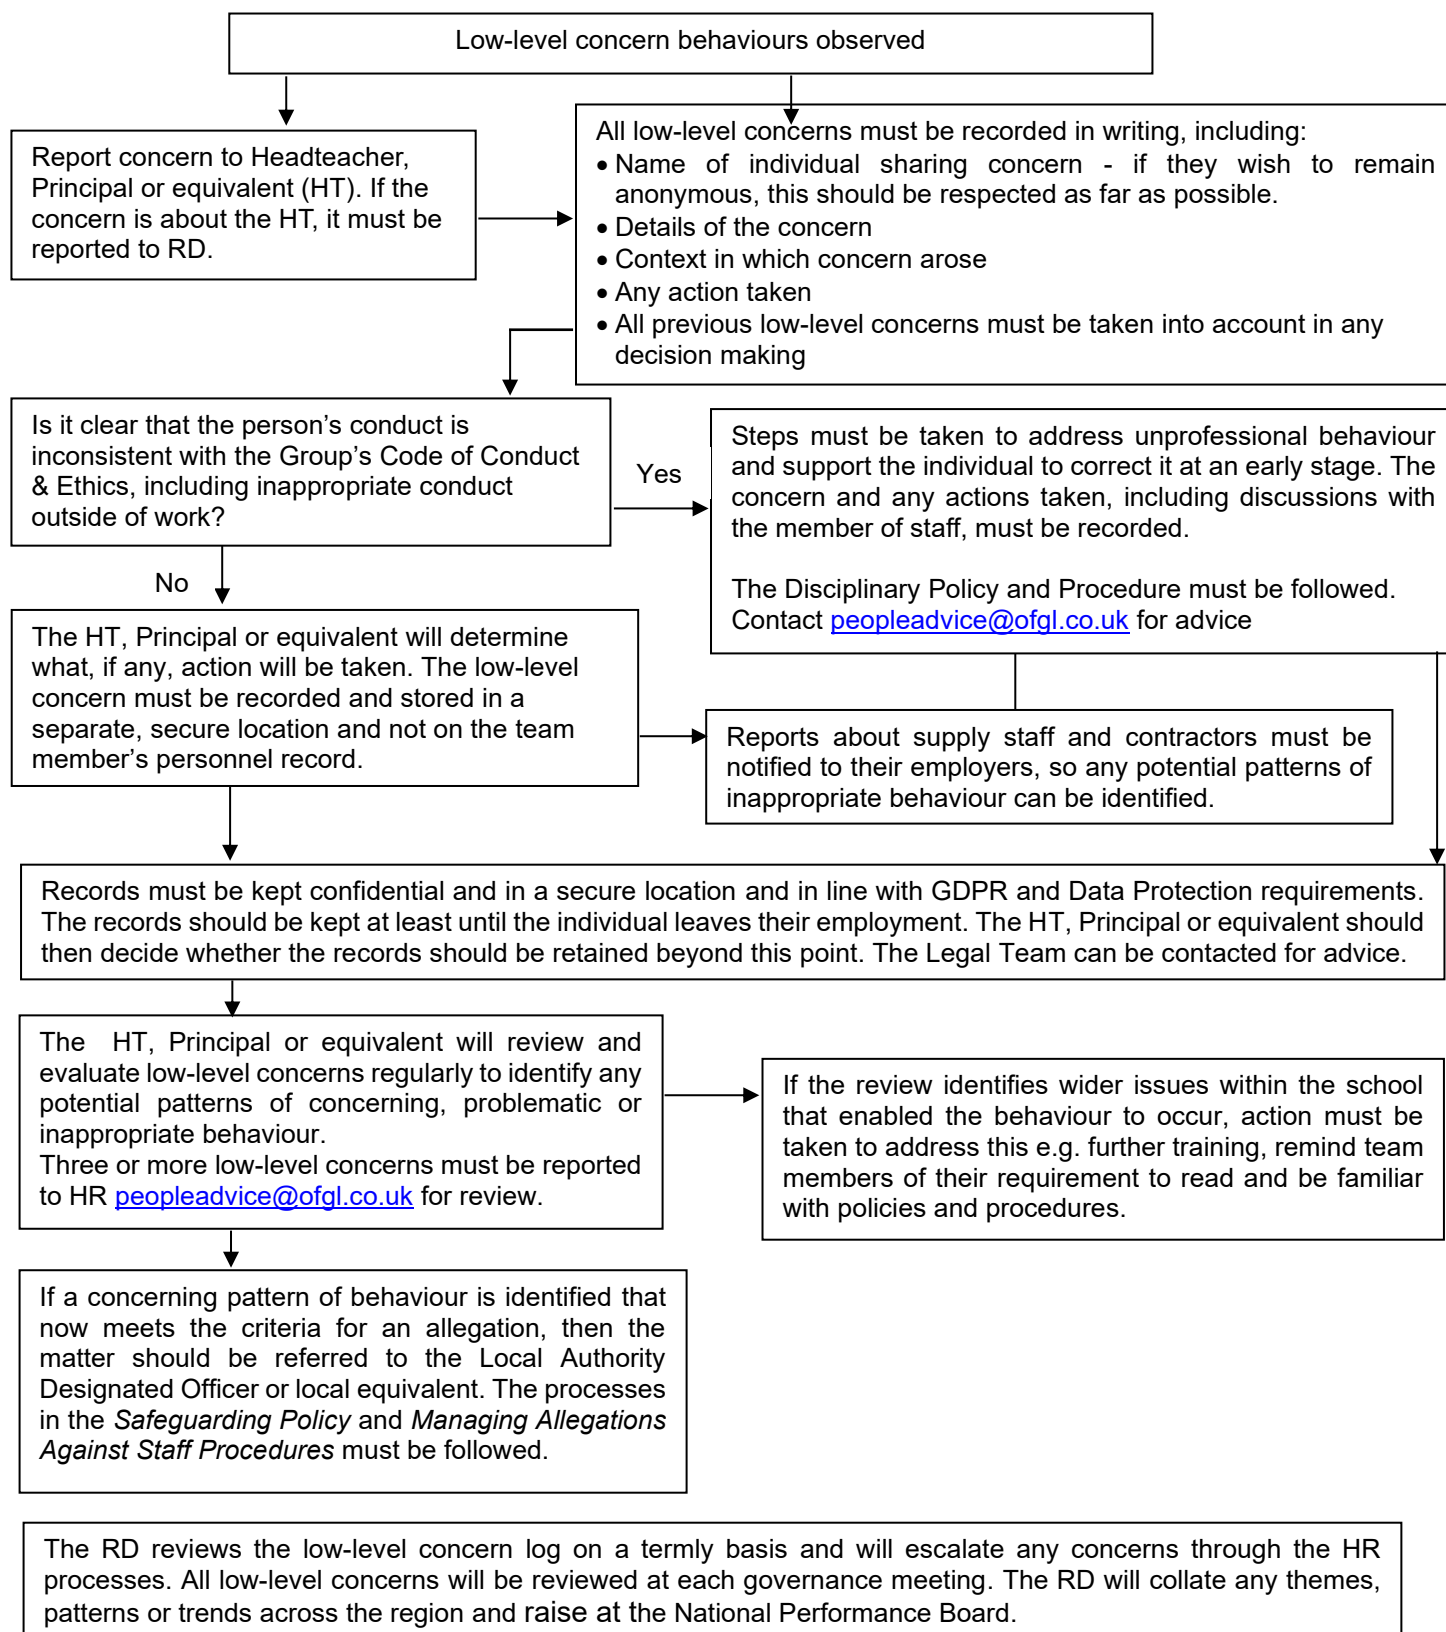 Low-level concern behaviours observed
Report concern to Headteacher,
Principal or equivalent (HT). If the
concern is about the HT, it must be
reported to RD.
All low-level concerns must be recorded in writing, including:
• Name of individual sharing concern - if they wish to remain
anonymous, this should be respected as far as possible.
• Details of the concern
• Context in which concern arose
• Any action taken
• All previous low-level concerns must be taken into account in any
decision making
Is it clear that the person’s conduct is
inconsistent with the Group’s Code of Conduct
& Ethics, including inappropriate conduct
outside of work?
Yes
Steps must be taken to address unprofessional behaviour
and support the individual to correct it at an early stage. The
concern and any actions taken, including discussions with
the member of staff, must be recorded.
The Disciplinary Policy and Procedure must be followed.
Contact peopleadvice@ofgl.co.uk for advice
No
The HT, Principal or equivalent will determine
what, if any, action will be taken. The low-level
concern must be recorded and stored in a
separate, secure location and not on the team
member’s personnel record.
Reports about supply staff and contractors must be
notified to their employers, so any potential patterns of
inappropriate behaviour can be identified.
Records must be kept confidential and in a secure location and in line with GDPR and Data Protection requirements.
The records should be kept at least until the individual leaves their employment. The HT, Principal or equivalent should
then decide whether the records should be retained beyond this point. The Legal Team can be contacted for advice.
The HT, Principal or equivalent will review and
evaluate low-level concerns regularly to identify any
potential patterns of concerning, problematic or
inappropriate behaviour.
Three or more low-level concerns must be reported
to HR peopleadvice@ofgl.co.uk for review.
If the review identifies wider issues within the school
that enabled the behaviour to occur, action must be
taken to address this e.g. further training, remind team
members of their requirement to read and be familiar
with policies and procedures.
If a concerning pattern of behaviour is identified that
now meets the criteria for an allegation, then the
matter should be referred to the Local Authority
Designated Officer or local equivalent. The processes
in the Safeguarding Policy and Managing Allegations
Against Staff Procedures must be followed.
The RD reviews the low-level concern log on a termly basis and will escalate any concerns through the HR
processes. All low-level concerns will be reviewed at each governance meeting. The RD will collate any themes,
patterns or trends across the region and raise at the National Performance Board.